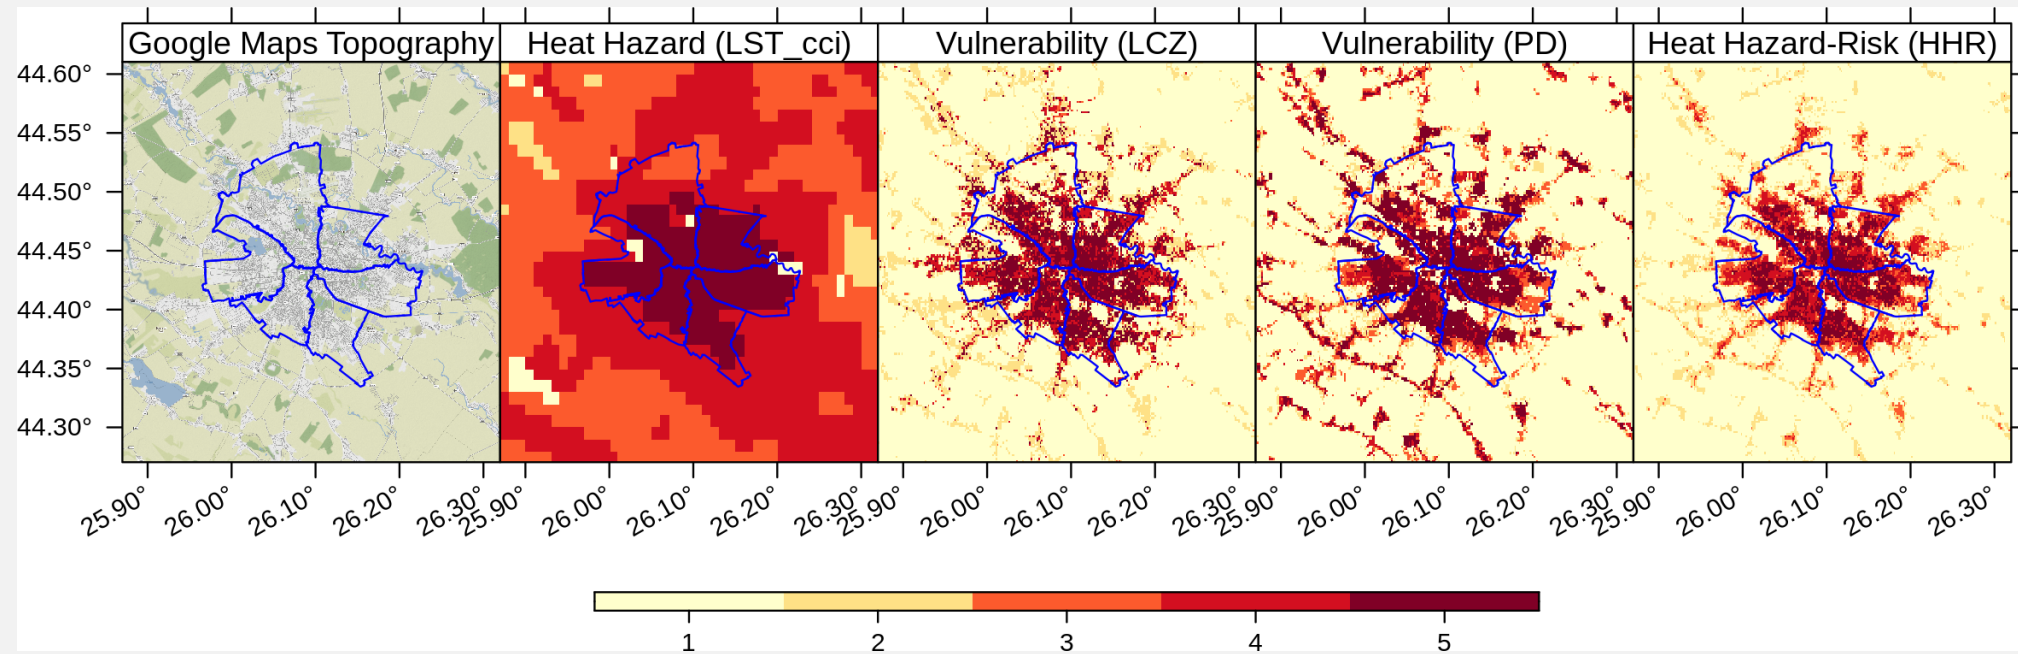 Google Maps Topography Heat Hazard (LST_cci) Vulnerability (LCZ) Vulnerability (PD) Heat Hazard-Risk (HHR)
44.60°
44.55°
44.50°
44.45°
44.40°
44.35°
44.30°
25.90° 26.00° 26.10° 26.20° 26.30° 25.90° 26.00° 26.10° 26.20° 26.30° 25.90° 26.00° 26.10° 26.20° 26.30° 25.90° 26.00° 26.10° 26.20° 26.30° 25.90° 26.00° 26.10° 26.20° 26.30°
1 2 3 4 5